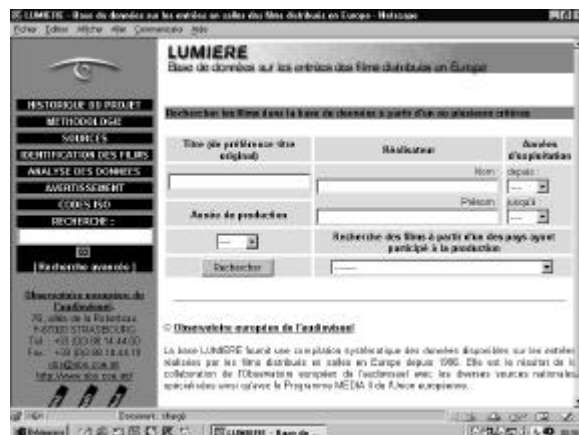 LUMIERE - Base de données sur les entrées en salles des films distribués en Europe - Netscape
LUMIERE
Base de données sur les entrées des films distribués en Europe
HISTORIQUE DU PROJET
METHODOLOGIE
SOURCES
IDENTIFICATION DES FILMS
ANALYSE DES DONNEES
AVERTISSEMENT
CODES ISO
RECHERCHE :
[Recherche avancée]
Observatoire européen de
l'audiovisuel
76, allée de la Robertsau
F-67000 STRASBOURG
Rechercher les films dans la base de données à partir d'un ou plusieurs critères
Titre (de préférence titre
original)
Réalisateur
Années
d'exploitation
Nom
depuis :
Prénom
jusqu'à
Année de production
Recherche des films à partir d'un des pays ayant
participé à la production
Rechercher
© Observatoire européen de l'audiovisuel
La base LUMIERE fournit une compilation systématique des données disponibles sur les entrées
réalisées par les films distribués en salles en Europe depuis 1996. Elle est le résultat de la
collaboration de l'Observatoire européen de l'audiovisuel avec les diverses sources nationales
spécialisées ainsi qu'avec le Programme MEDIA II de l'Union européenne.
Document: chargé